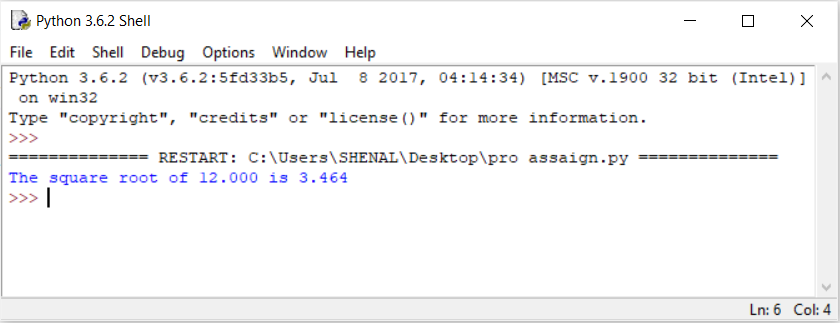 Python 3.6.2 Shell
File Edit Shell Debug Options Window Help
Python 3.6.2 (v3.6.2:5fd33b5, Jul  8 2017, 04:14:34) [MSC v.1900 32 bit (Intel)]
 on win32
Type "copyright", "credits" or "license()" for more information.
>>>
============== RESTART: C:\Users\SHENAL\Desktop\pro assaign.py ==============
The square root of 12.000 is 3.464
>>>
Ln: 6 Col: 4